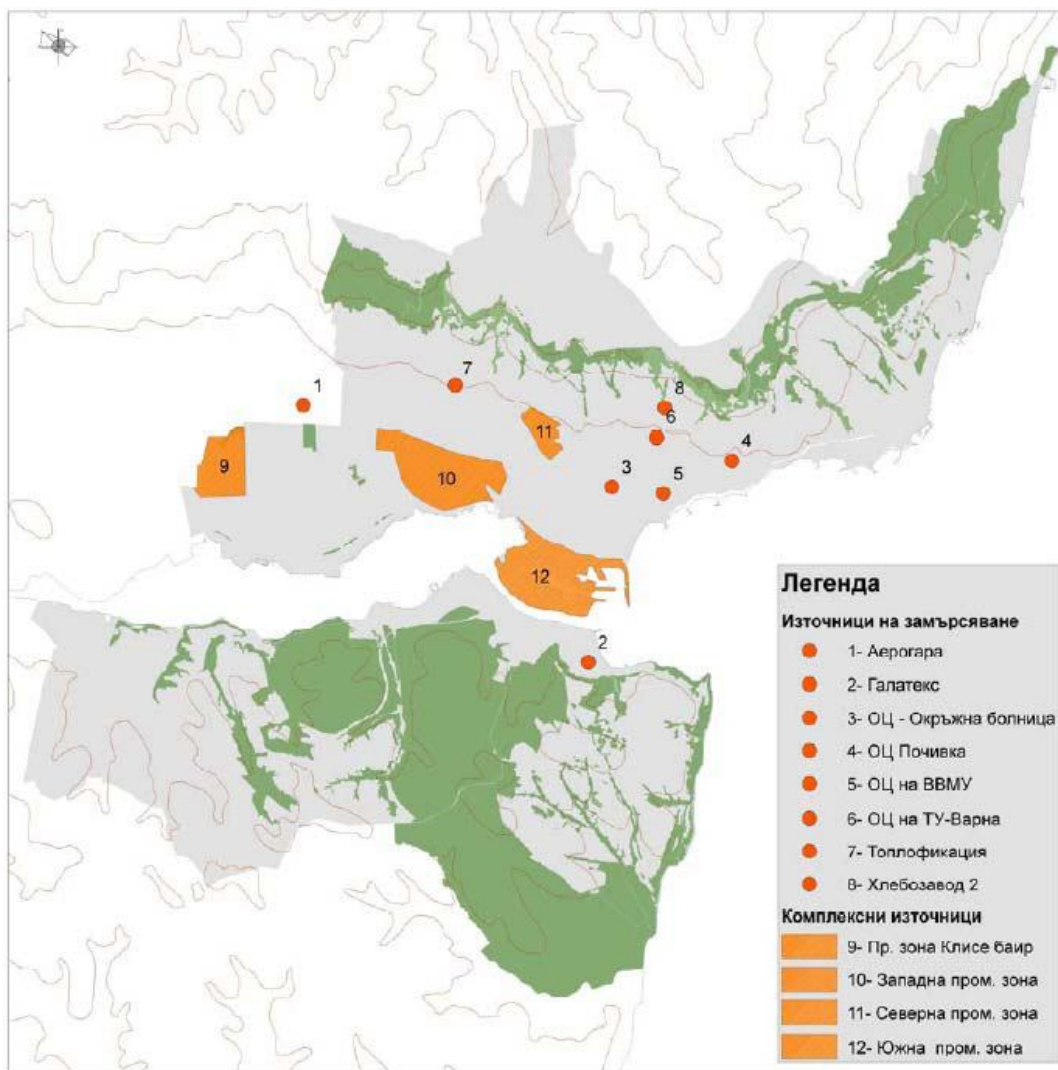 1
7
8
6
11
4
9
10
3
5
12
2
Легенда
Източници на замърсяване
1- Аерогара
2- Галатекс
3- ОЦ - Окръжна болница
4- ОЦ Почивка
5- ОЦ на ВВМУ
6- ОЦ на ТУ-Варна
7- Топлофикация
8- Хлебозавод 2
Комплексни източници
9- Пр. зона Клисе баир
10- Западна пром. зона
11- Северна пром. зона
12- Южна пром. зона